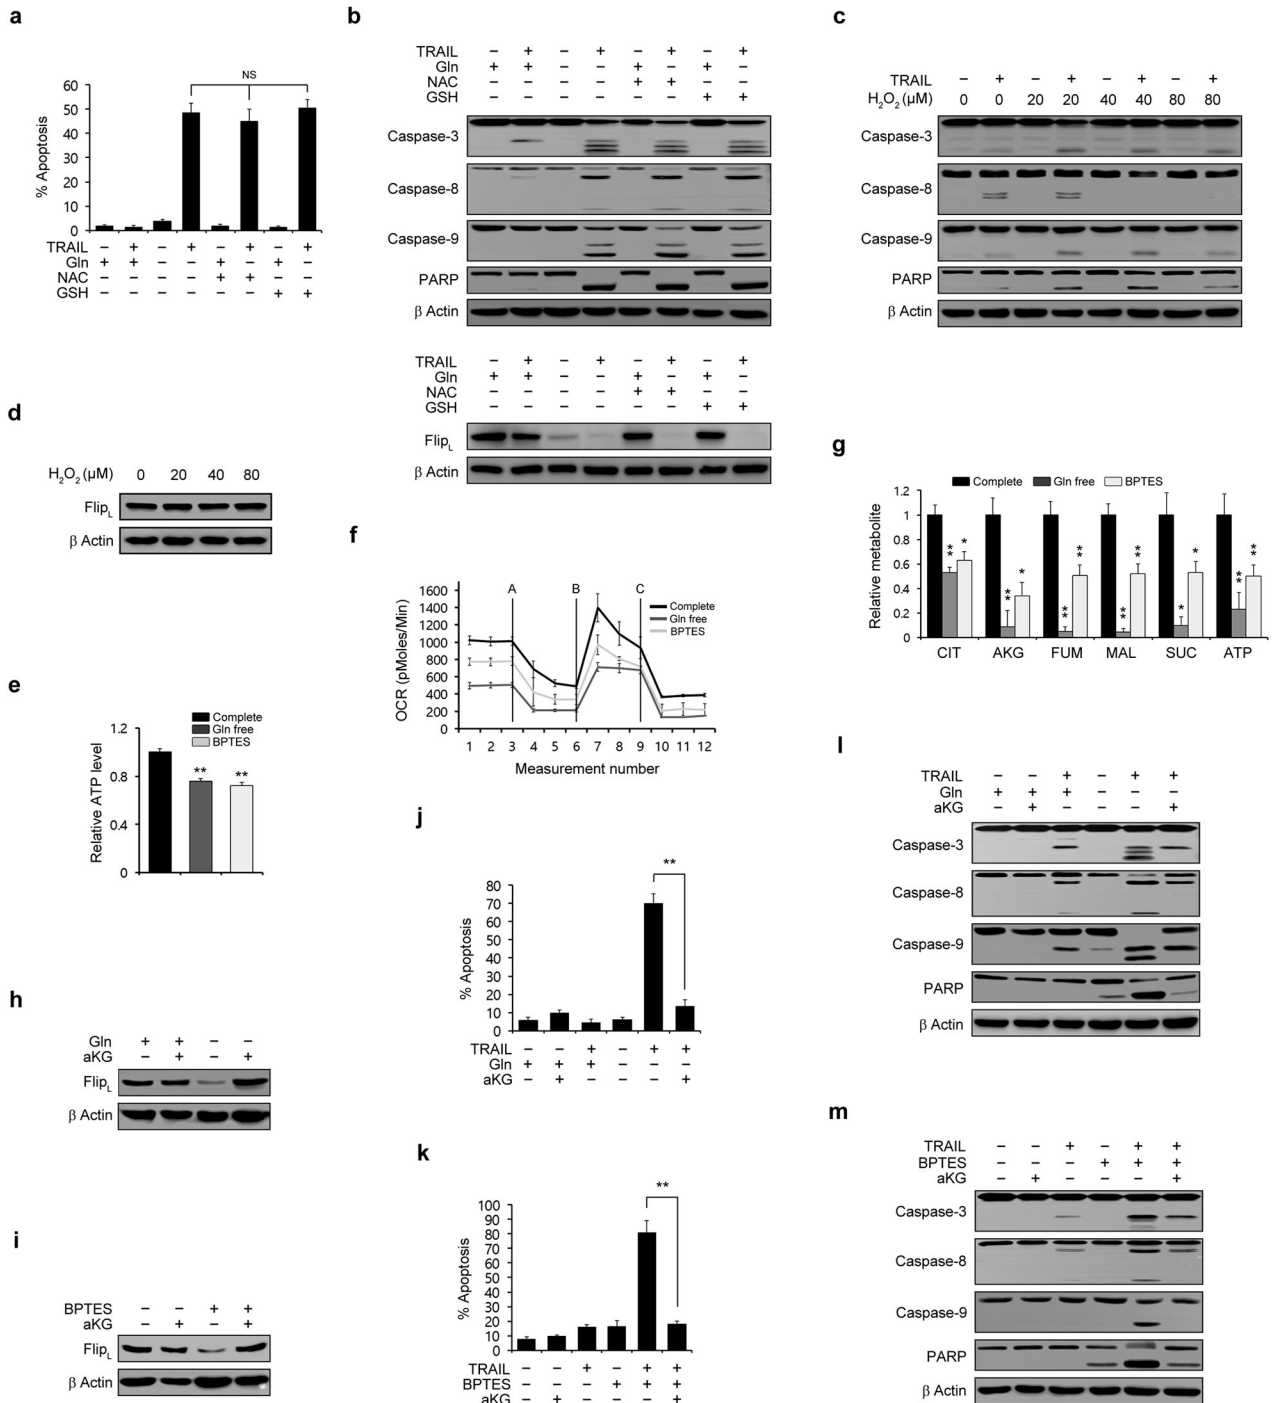 a
% Apoptosis
60
50
40
30
20
10
0
NS
TRAIL – + – + – + – +
Gln + + – – + – + –
NAC – – – – + + – –
GSH – – – – – – + +
b
TRAIL – + – + – + – +
Gln + + – – + – + –
NAC – – – – + + – –
GSH – – – – – – + +
Caspase-3
Caspase-8
Caspase-9
PARP
β Actin
TRAIL – + – + – + – +
Gln + + – – + – + –
NAC – – – – + + – –
GSH – – – – – – + +
FlipL
β Actin
c
TRAIL – + – + – + – +
H2O2 (μM) 0 0 20 20 40 40 80 80
Caspase-3
Caspase-8
Caspase-9
PARP
β Actin
d
H2O2 (μM) 0 20 40 80
FlipL
β Actin
e
Complete
Gln free
BPTES
Relative ATP level
1.2
0.8
0.4
0
** **
f
OCR (pMoles/Min)
1600
1400
1200
1000
800
600
400
200
0
A B C
Complete
Gln free
BPTES
1 2 3 4 5 6 7 8 9 10 11 12
Measurement number
g
Complete Gln free BPTES
Relative metabolite
1.2
1
0.8
0.6
0.4
0.2
0
** * ** * ** ** ** ** * * ** **
CIT AKG FUM MAL SUC ATP
h
Gln + + – –
aKG – + – +
FlipL
β Actin
i
BPTES – – + +
aKG – + – +
FlipL
β Actin
j
% Apoptosis
80
70
60
50
40
30
20
10
0
**
TRAIL – – + – + +
Gln + + + – – –
aKG – + – – – +
k
% Apoptosis
100
90
80
70
60
50
40
30
20
10
0
**
TRAIL – – + – + +
BPTES – – – + + +
aKG – + – – – +
l
TRAIL – – + – + +
Gln + + + – – –
aKG – + – – – +
Caspase-3
Caspase-8
Caspase-9
PARP
β Actin
m
TRAIL – – + – + +
BPTES – – – + + +
aKG – + – – – +
Caspase-3
Caspase-8
Caspase-9
PARP
β Actin